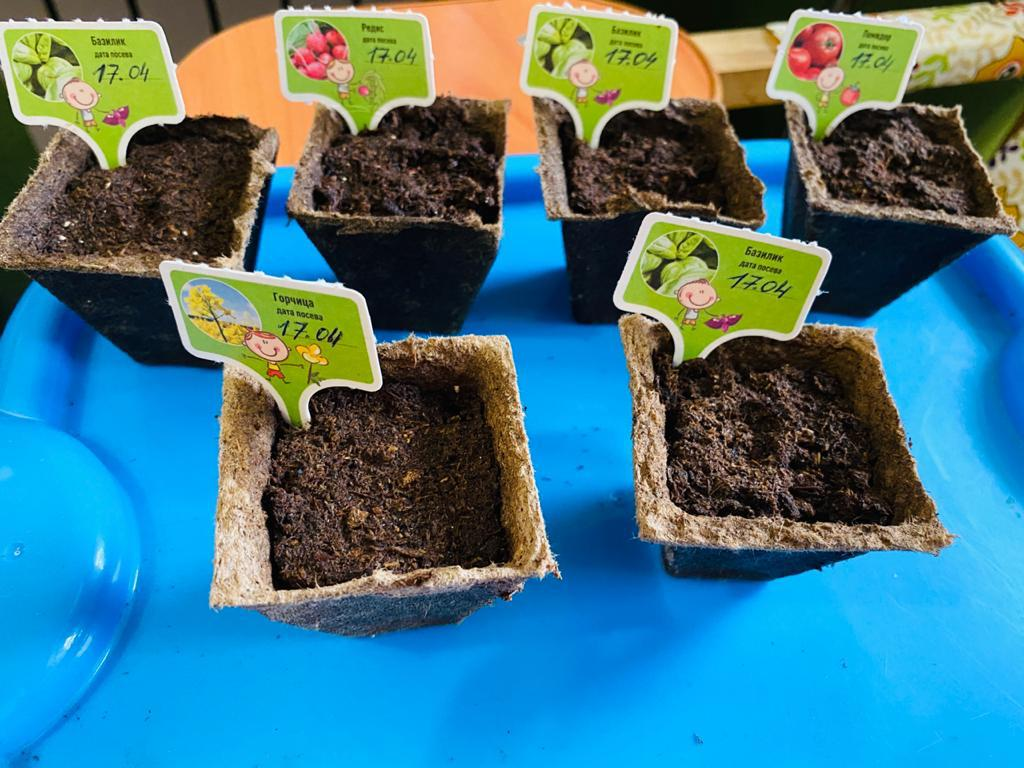 Базилик
дата посева
17.04
Редис
дата посева
17.04
Базилик
дата посева
17.04
Помидор
дата посева
17.04
Горчица
дата посева
17.04
Базилик
дата посева
17.04